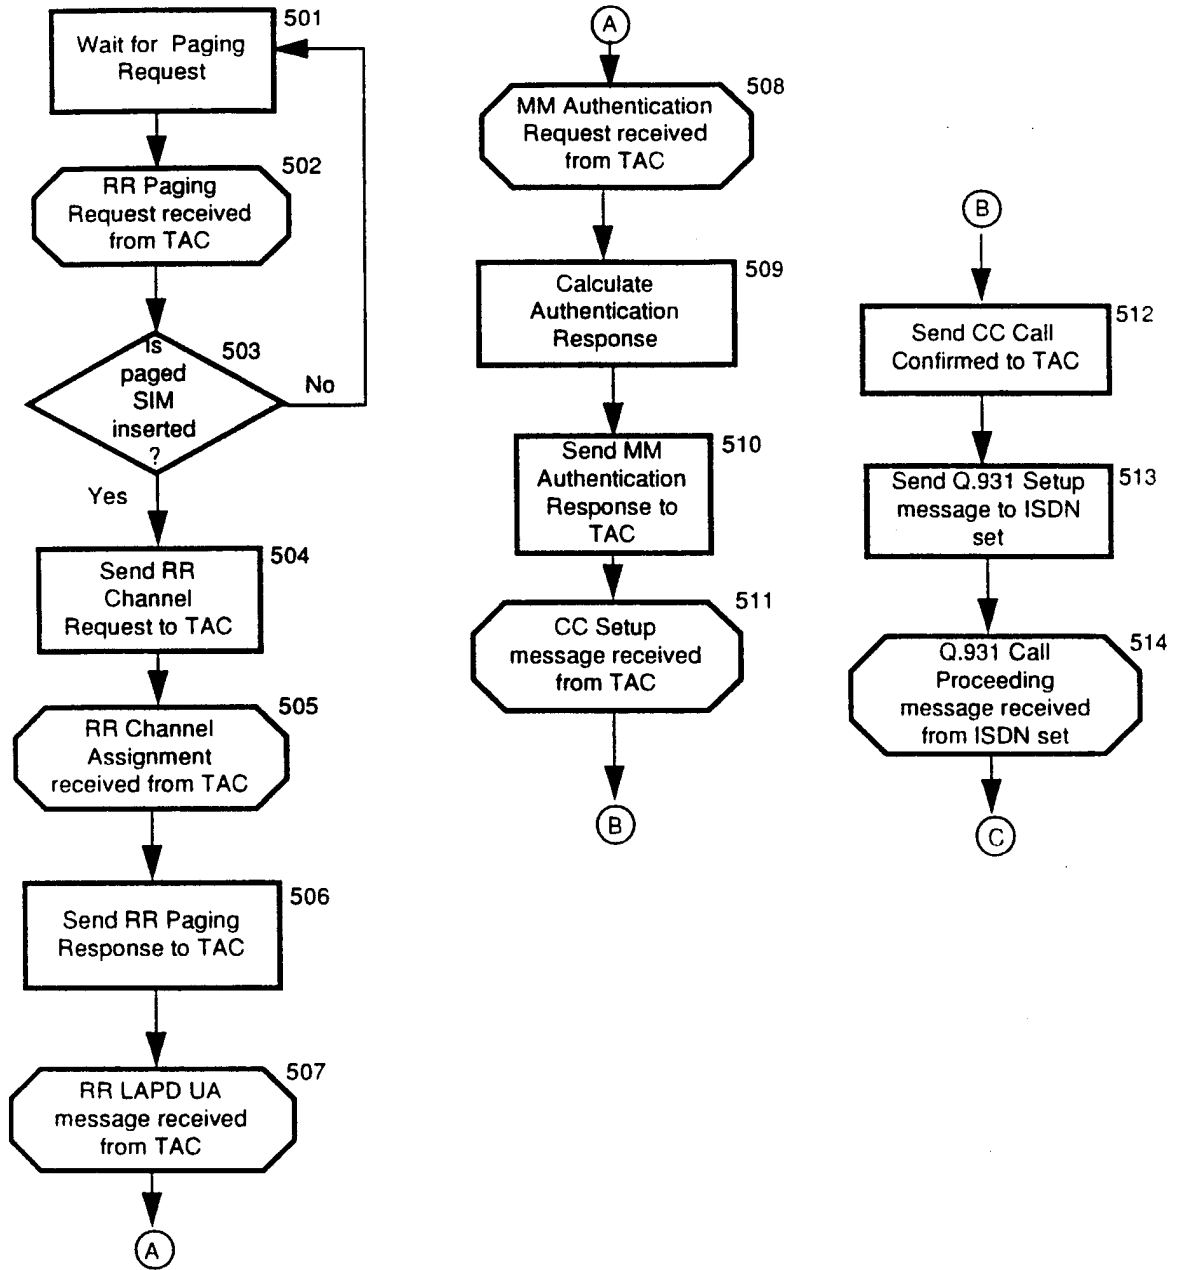 501
Wait for Paging
Request
502
RR Paging
Request received
from TAC
503
Is
paged
SIM
inserted
?
No
Yes
504
Send RR
Channel
Request to TAC
505
RR Channel
Assignment
received from TAC
506
Send RR Paging
Response to TAC
507
RR LAPD UA
message received
from TAC
A
A
508
MM Authentication
Request received
from TAC
509
Calculate
Authentication
Response
510
Send MM
Authentication
Response to
TAC
511
CC Setup
message received
from TAC
B
B
512
Send CC Call
Confirmed to TAC
513
Send Q.931 Setup
message to ISDN
set
514
Q.931 Call
Proceeding
message received
from ISDN set
C